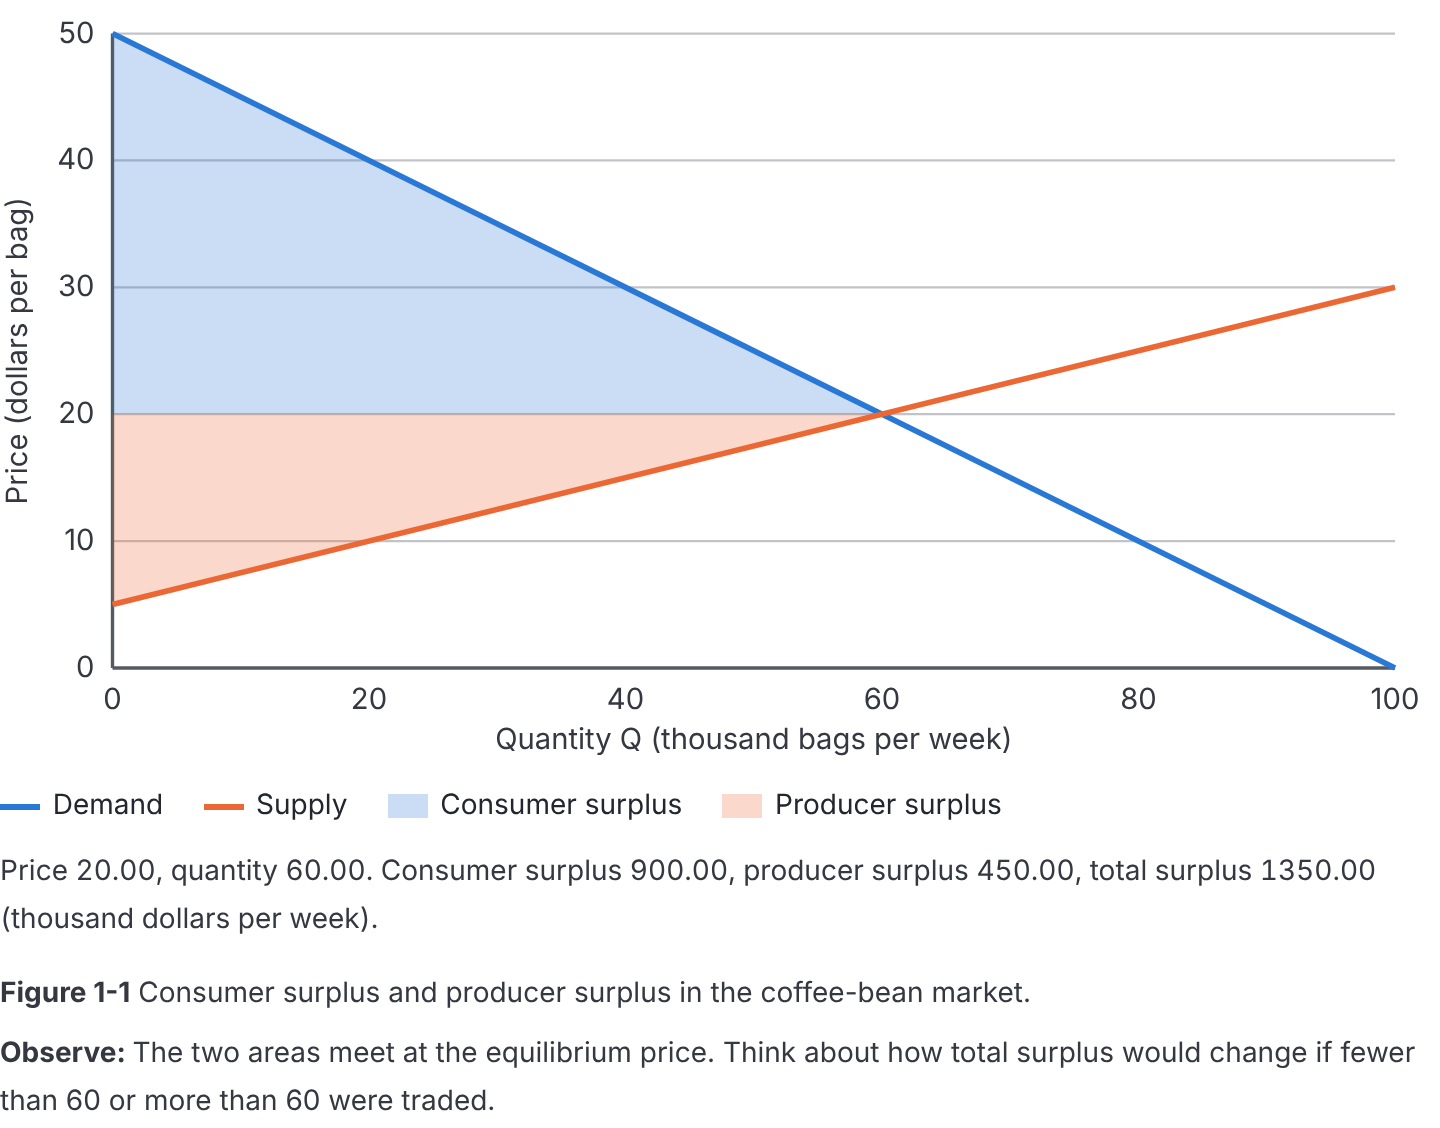 50
40
30
20
10
0
Price (dollars per bag)
0 20 40 60 80 100
Quantity Q (thousand bags per week)
Demand Supply Consumer surplus Producer surplus
Price 20.00, quantity 60.00. Consumer surplus 900.00, producer surplus 450.00, total surplus 1350.00
(thousand dollars per week).
Figure 1-1 Consumer surplus and producer surplus in the coffee-bean market.
Observe: The two areas meet at the equilibrium price. Think about how total surplus would change if fewer
than 60 or more than 60 were traded.